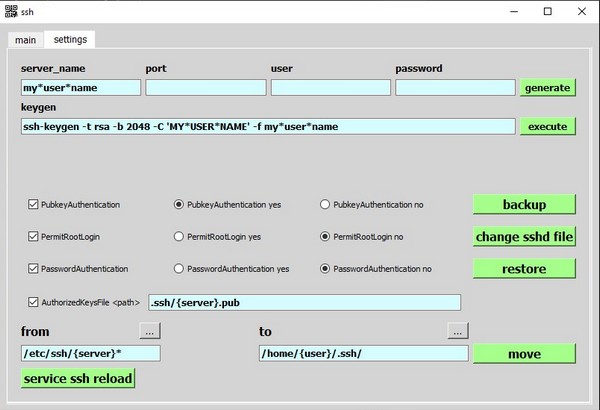 ssh
main settings
server_name port user password
my*user*name generate
keygen
ssh-keygen -t rsa -b 2048 -C 'MY*USER*NAME' -f my*user*name execute
PubkeyAuthentication PubkeyAuthentication yes PubkeyAuthentication no backup
PermitRootLogin PermitRootLogin yes PermitRootLogin no change sshd file
PasswordAuthentication PasswordAuthentication yes PasswordAuthentication no restore
AuthorizedKeysFile <path> .ssh/{server}.pub
from ... to ...
/etc/ssh/{server}* /home/{user}/.ssh/ move
service ssh reload